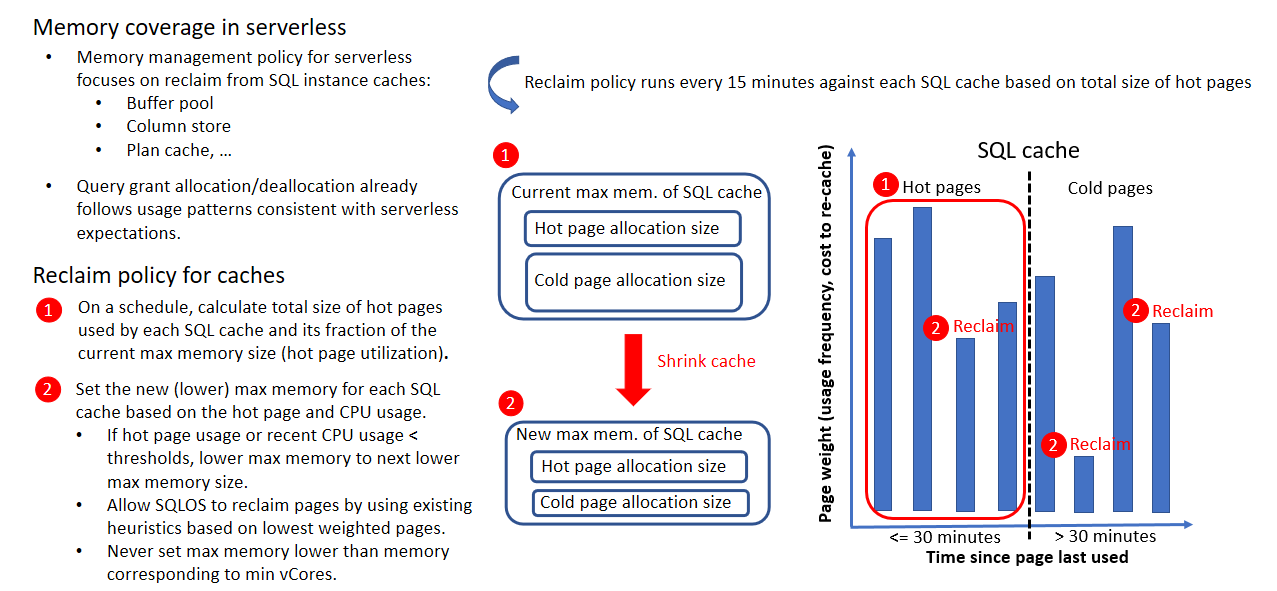 Memory coverage in serverless
• Memory management policy for serverless
focuses on reclaim from SQL instance caches:
• Buffer pool
• Column store
• Plan cache, …
• Query grant allocation/deallocation already
follows usage patterns consistent with serverless
expectations.
Reclaim policy for caches
1 On a schedule, calculate total size of hot pages
used by each SQL cache and its fraction of the
current max memory size (hot page utilization).
2 Set the new (lower) max memory for each SQL
cache based on the hot page and CPU usage.
• If hot page usage or recent CPU usage <
thresholds, lower max memory to next lower
max memory size.
• Allow SQLOS to reclaim pages by using existing
heuristics based on lowest weighted pages.
• Never set max memory lower than memory
corresponding to min vCores.
Reclaim policy runs every 15 minutes against each SQL cache based on total size of hot pages
1
Current max mem. of SQL cache
Hot page allocation size
Cold page allocation size
Shrink cache
2
New max mem. of SQL cache
Hot page allocation size
Cold page allocation size
SQL cache
Page weight (usage frequency, cost to re-cache)
1 Hot pages
Cold pages
2 Reclaim
2 Reclaim
2 Reclaim
<= 30 minutes
> 30 minutes
Time since page last used